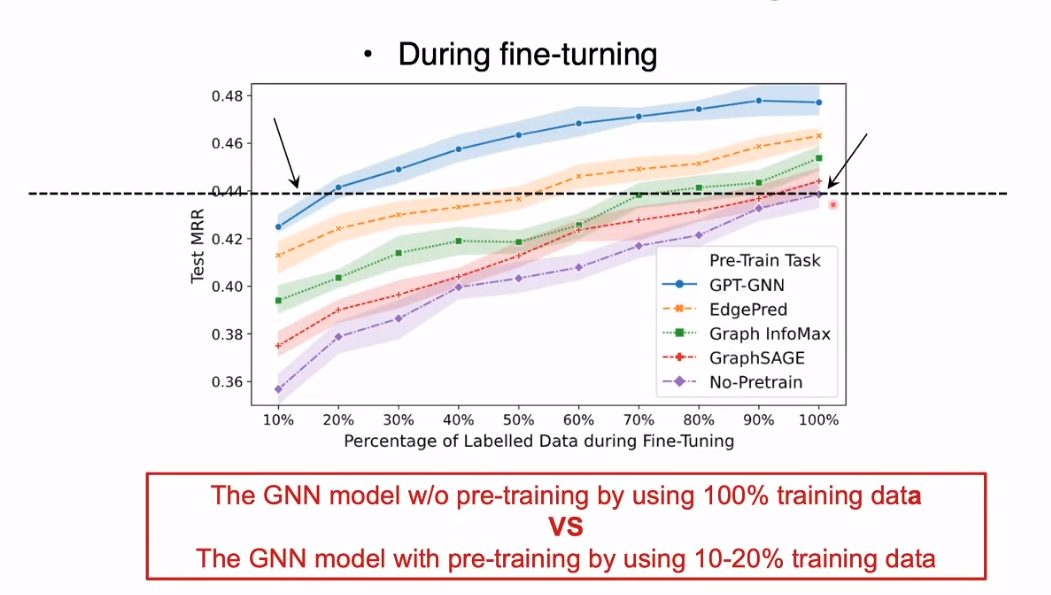 • During fine-turning
0.48
0.46
0.44
0.42
0.40
0.38
0.36
Test MRR
Pre-Train Task
GPT-GNN
EdgePred
Graph InfoMax
GraphSAGE
No-Pretrain
10% 20% 30% 40% 50% 60% 70% 80% 90% 100%
Percentage of Labelled Data during Fine-Tuning
The GNN model w/o pre-training by using 100% training data
VS
The GNN model with pre-training by using 10-20% training data